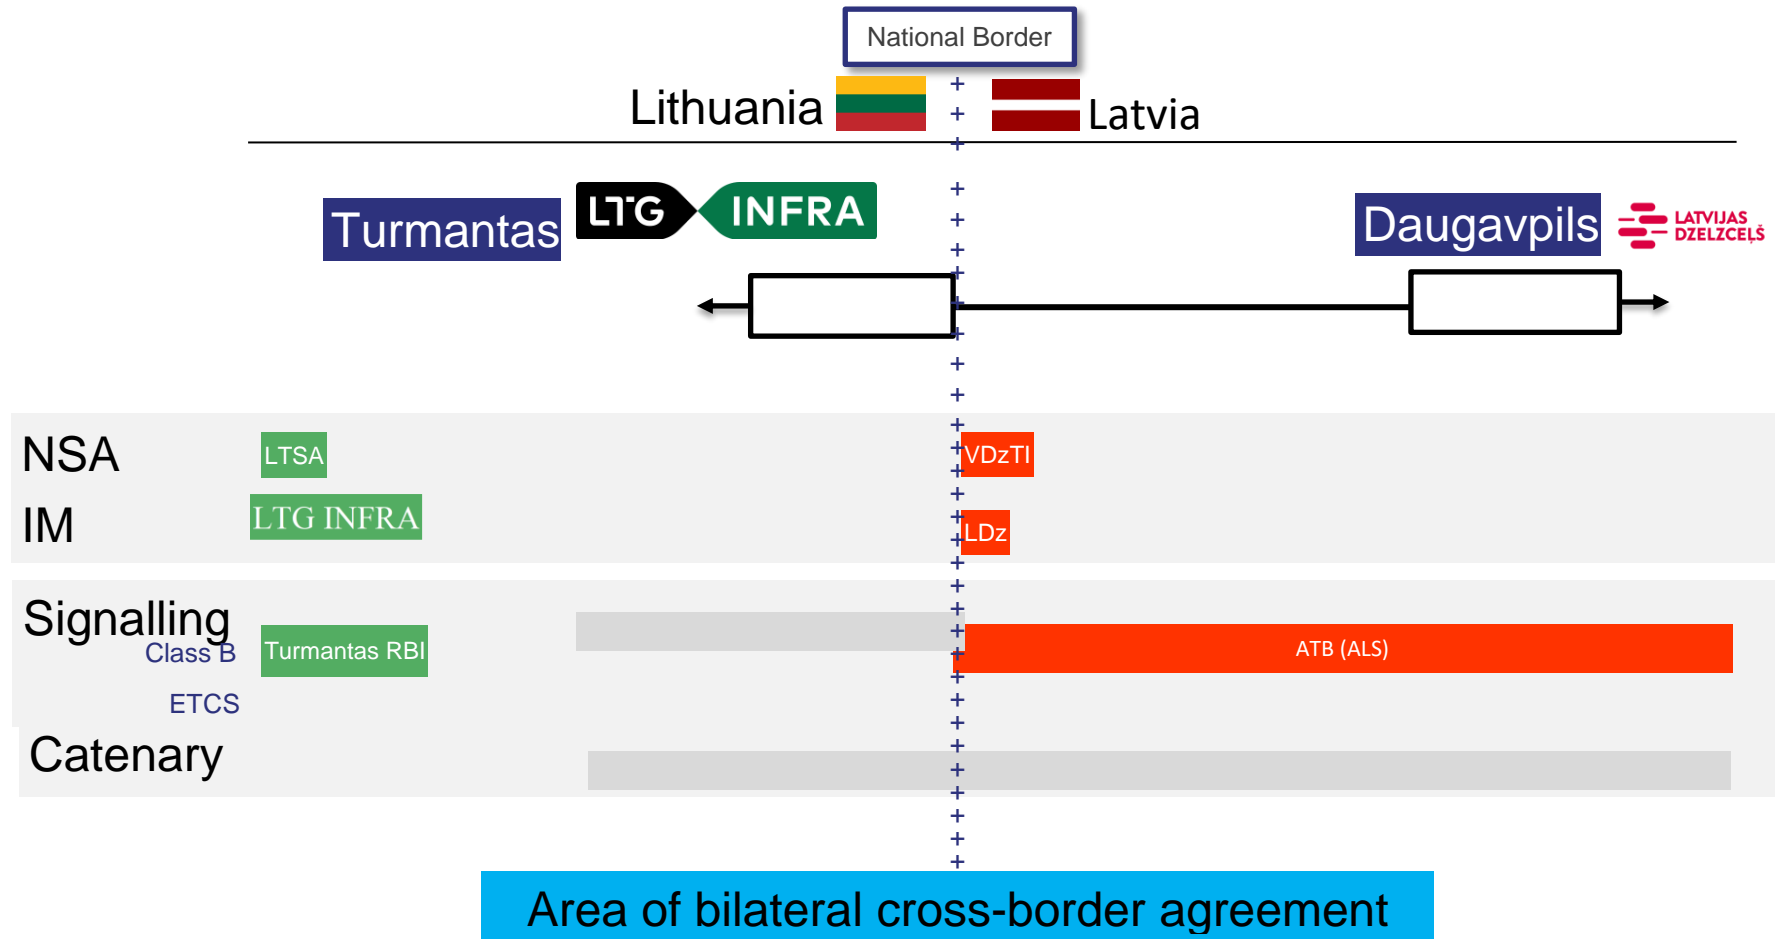 National Border
Lithuania
Latvia
Turmantas
LTG INFRA
Daugavpils
LATVIJAS
DZELZCEĻŠ
NSA
LTSA
VDzTI
IM
LTG INFRA
LDz
Signalling
Class B
Turmantas RBI
ATB (ALS)
ETCS
Catenary
Area of bilateral cross-border agreement